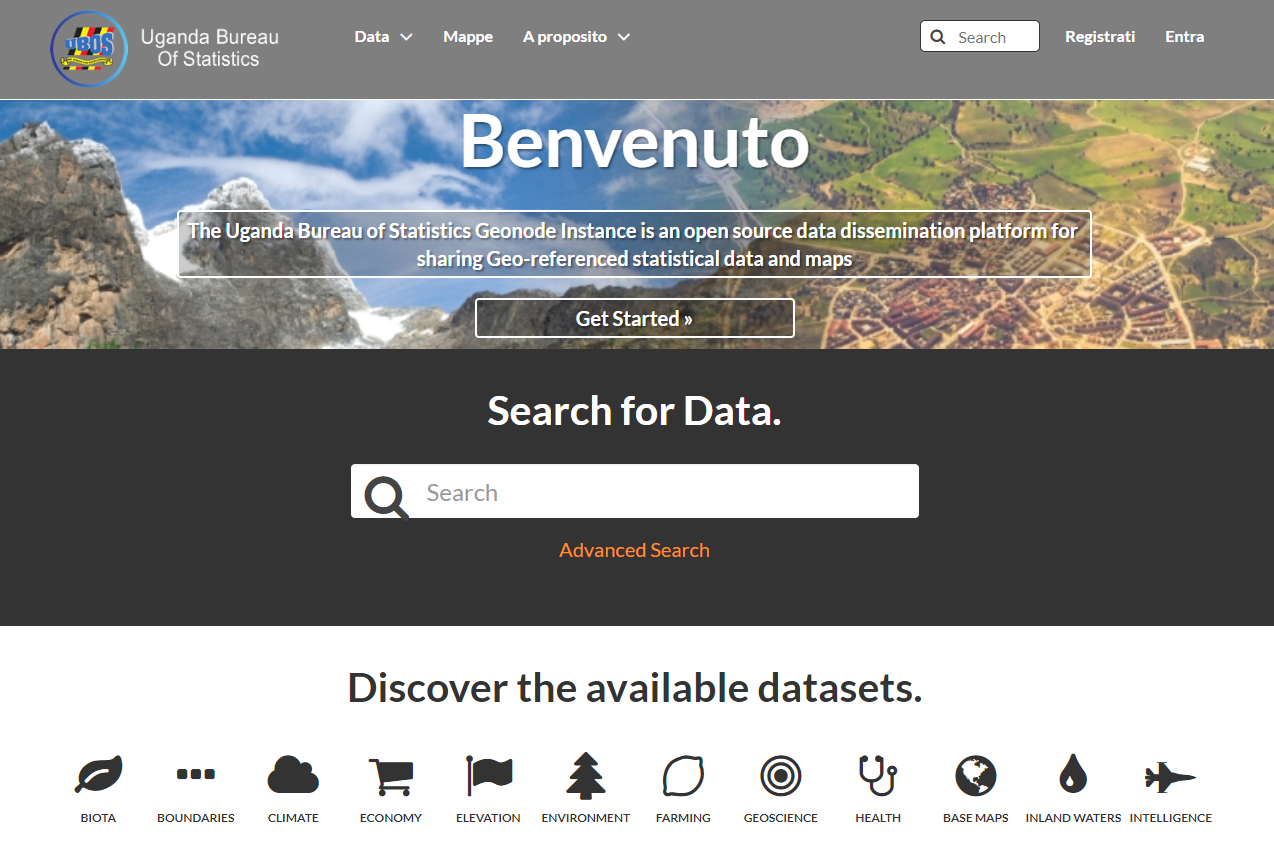 UBOS
Uganda Bureau
Of Statistics
Data
Mappe
A proposito
Search
Registrati
Entra
Benvenuto
The Uganda Bureau of Statistics Geonode Instance is an open source data dissemination platform for
sharing Geo-referenced statistical data and maps
Get Started »
Search for Data.
Search
Advanced Search
Discover the available datasets.
BIOTA
BOUNDARIES
CLIMATE
ECONOMY
ELEVATION
ENVIRONMENT
FARMING
GEOSCIENCE
HEALTH
BASE MAPS
INLAND WATERS
INTELLIGENCE